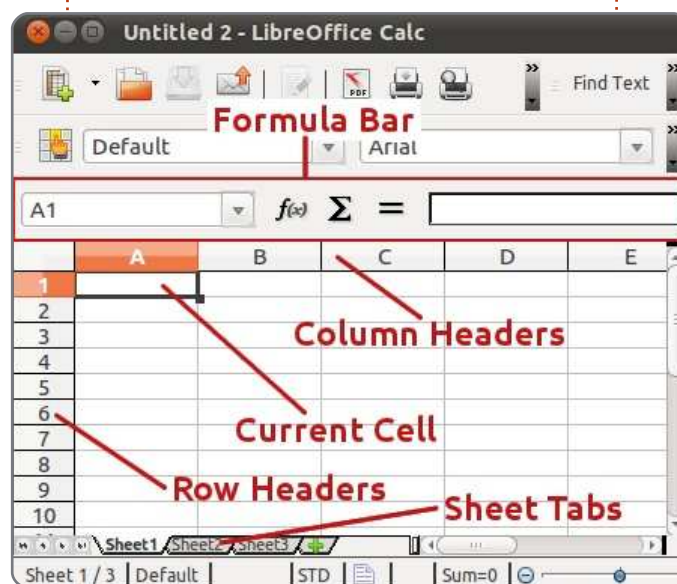 Untitled 2 - LibreOffice Calc
PDF
Find Text
Formula Bar
Default Arial
A1 f(x) Σ =
A B C D E
1
2
3
Column Headers
4
5
6
Current Cell
7
8
Row Headers
9
Sheet Tabs
10
Sheet1 Sheet2 Sheet3
Sheet 1 / 3 Default STD Sum=0